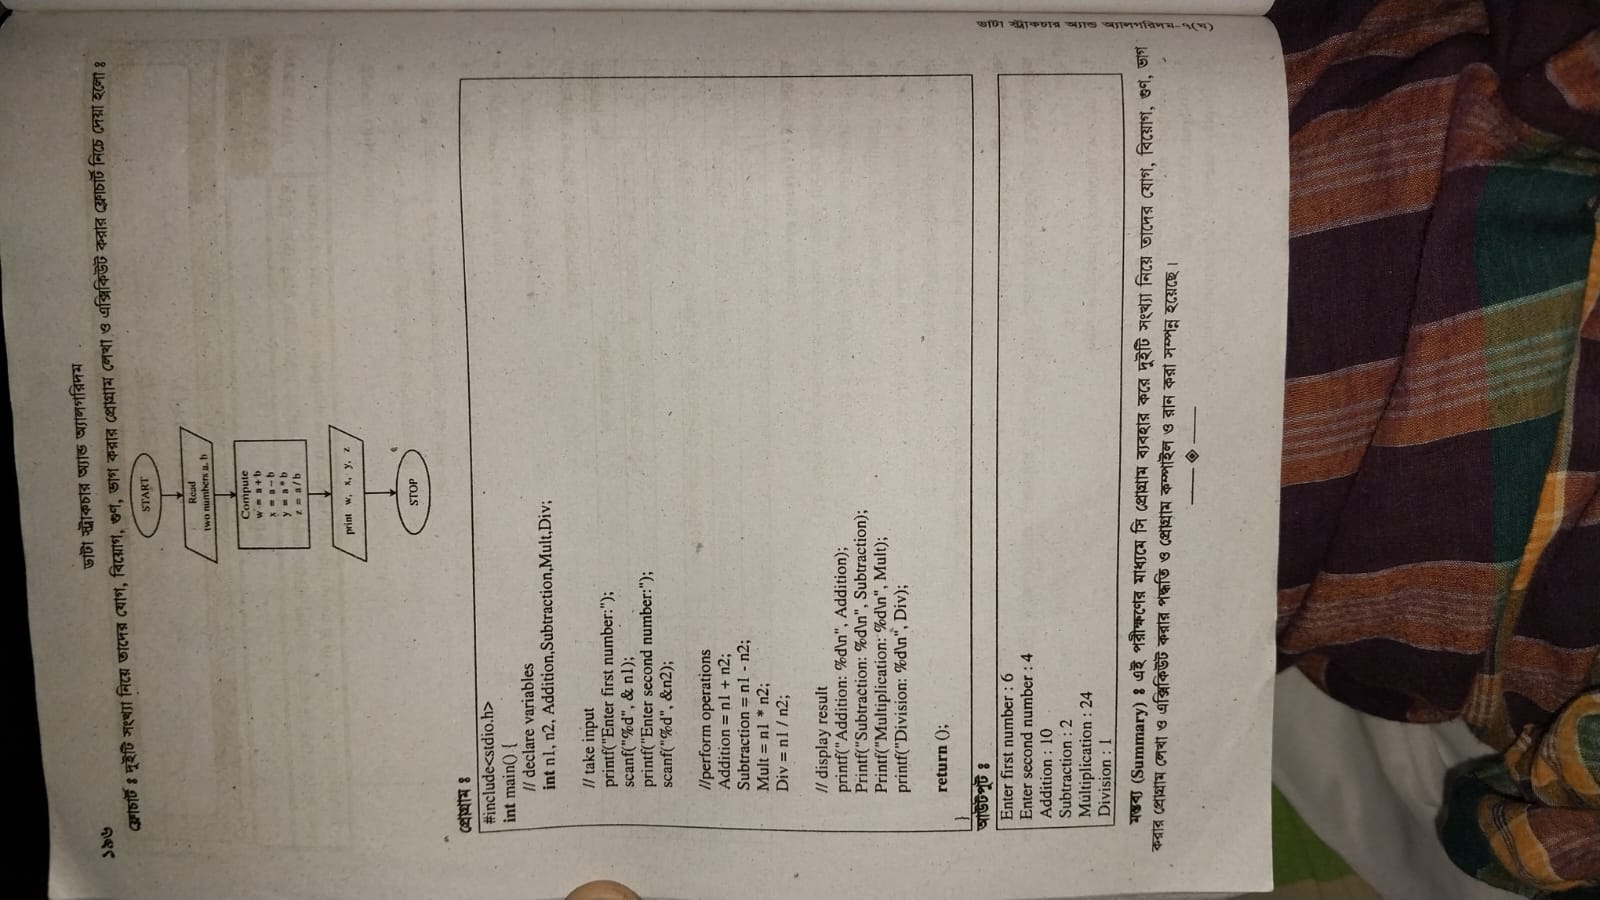 ১৯৬
ডাটা স্ট্রাকচার অ্যান্ড অ্যালগরিদম
ফ্লোচার্ট ঃ দুইটি সংখ্যা নিয়ে তাদের যোগ, বিয়োগ, গুণ, ভাগ করার প্রোগ্রাম লেখা ও এক্সিকিউট করার ফ্লোচার্ট নিচে দেয়া হলো ঃ
START
Read
two numbers a, b
Compute
w = a + b
x = a – b
y = a * b
z = a / b
print w, x, y, z
STOP
প্রোগ্রাম ঃ
#include<stdio.h>
int main() {
// declare variables
int n1, n2, Addition,Subtraction,Mult,Div;
// take input
printf("Enter first number:");
scanf("%d", & n1);
printf("Enter second number:");
scanf("%d", &n2);
//perform operations
Addition = n1 + n2;
Subtraction = n1 - n2;
Mult = n1 * n2;
Div = n1 / n2;
// display result
printf("Addition: %d\n", Addition);
Printf("Subtraction: %d\n", Subtraction);
Printf("Multiplication: %d\n", Mult);
printf("Division: %d\n", Div);
return ();
}
আউটপুট ঃ
Enter first number : 6
Enter second number : 4
Addition : 10
Subtraction : 2
Multiplication : 24
Division : 1
মন্তব্য (Summary) ঃ এই পরীক্ষণের মাধ্যমে সি প্রোগ্রাম ব্যবহার করে দুইটি সংখ্যা নিয়ে তাদের যোগ, বিয়োগ, গুণ, ভাগ
করার প্রোগ্রাম লেখা ও এক্সিকিউট করার পদ্ধতি ও প্রোগ্রাম কম্পাইল ও রান করা সম্পন্ন হয়েছে।
ডাটা স্ট্রাকচার অ্যান্ড অ্যালগরিদম-৭(খ)